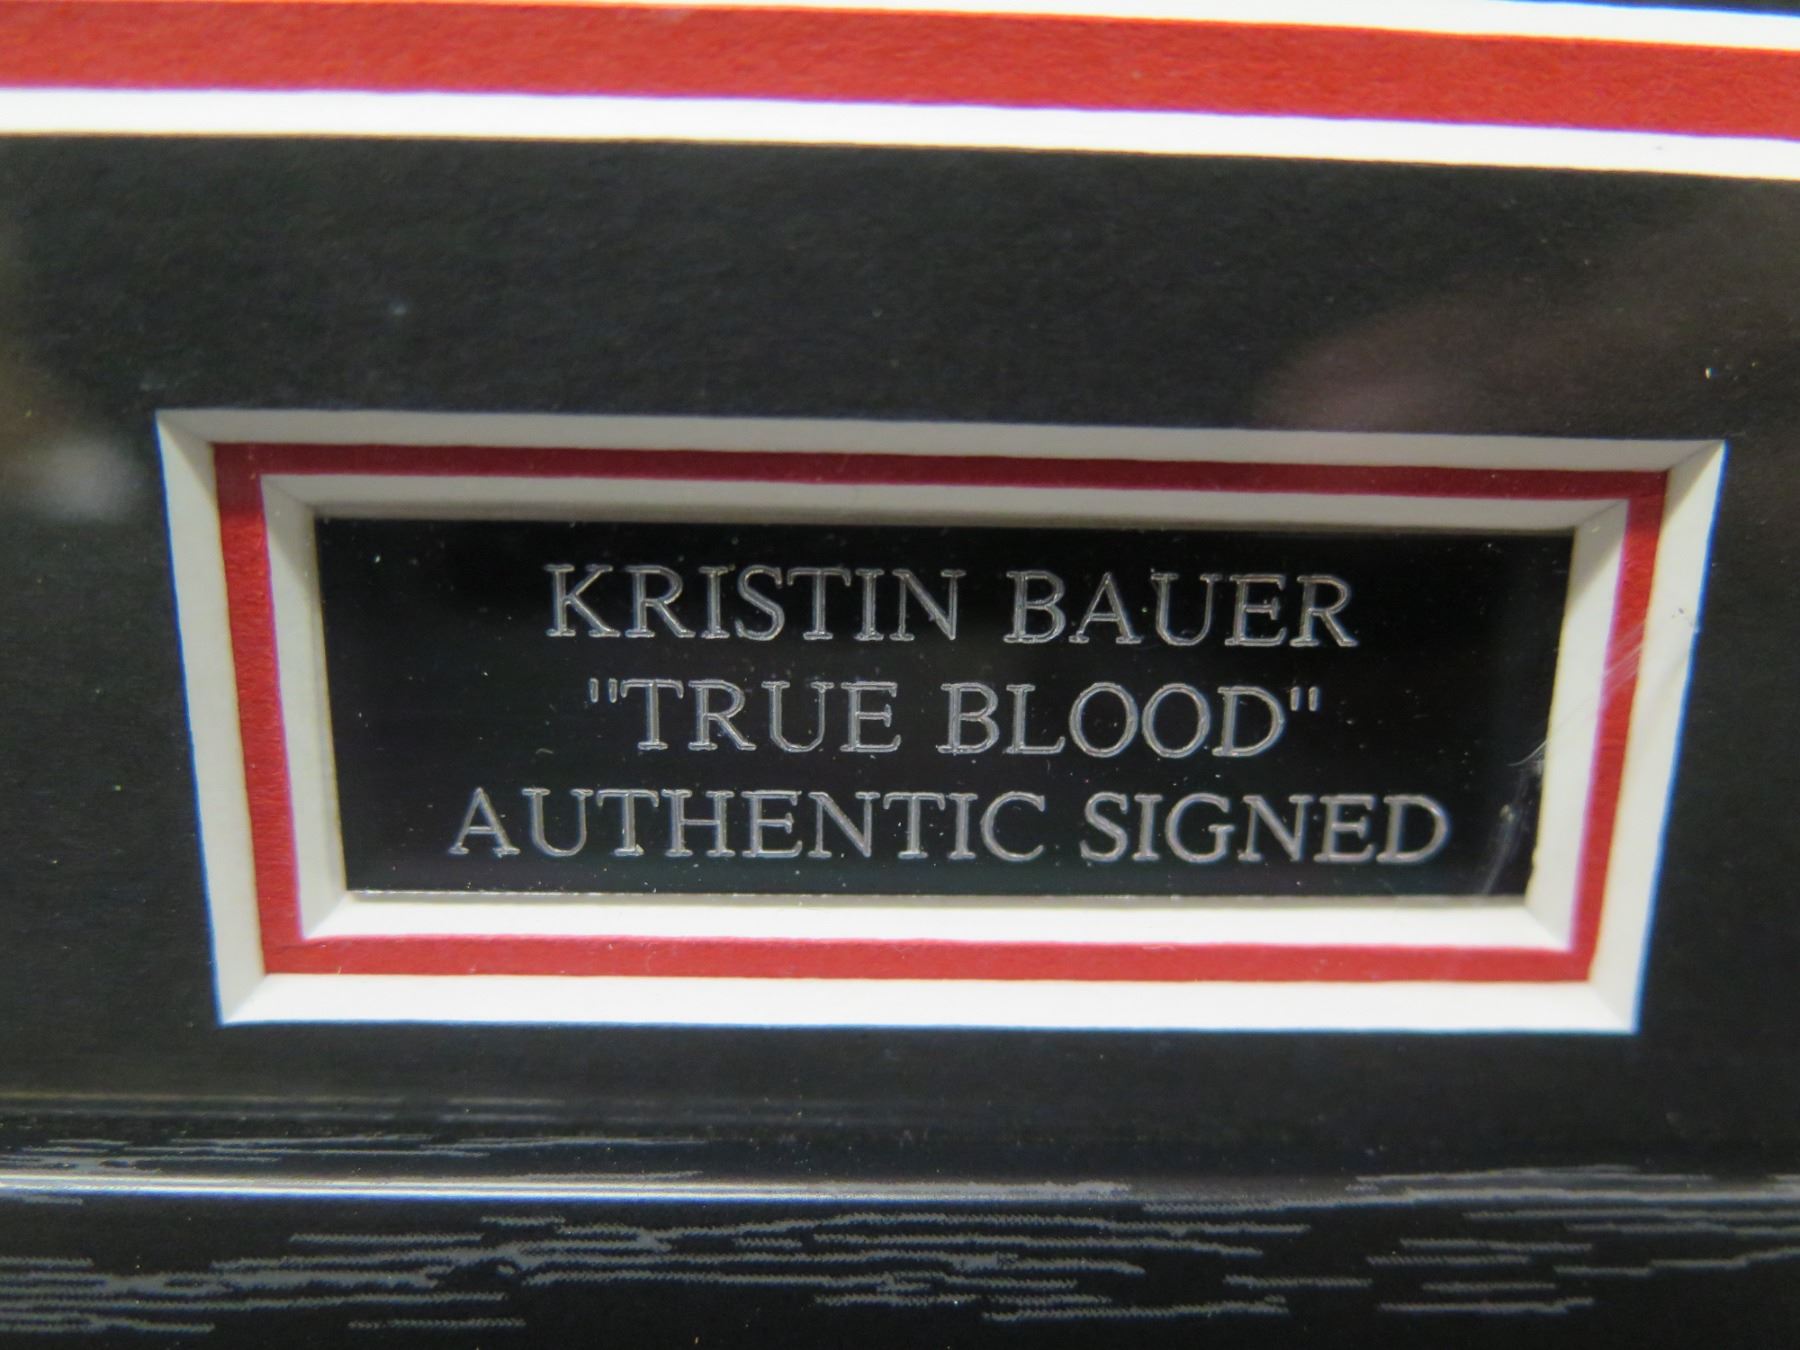 KRISTIN BAUER
"TRUE BLOOD"
AUTHENTIC SIGNED